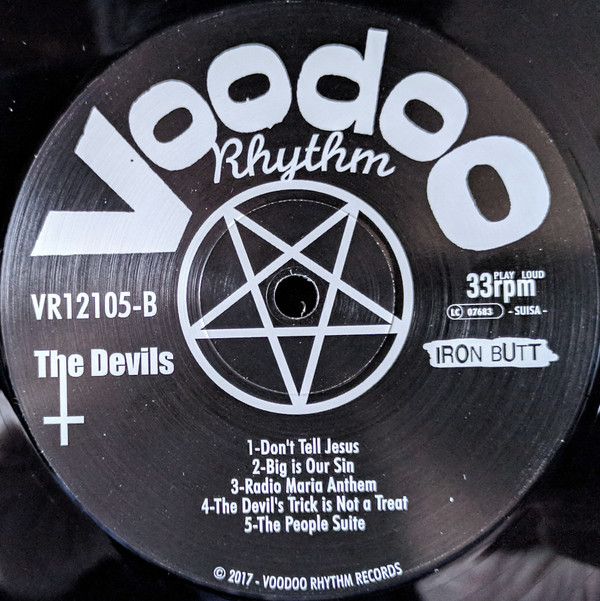 Voodoo
Rhythm
VR12105-B
33rpm PLAY LOUD
LC 07683 - SUISA -
The Devils
IRON BUTT
1-Don't Tell Jesus
2-Big is Our Sin
3-Radio Maria Anthem
4-The Devil's Trick is Not a Treat
5-The People Suite
© 2017 - VOODOO RHYTHM RECORDS